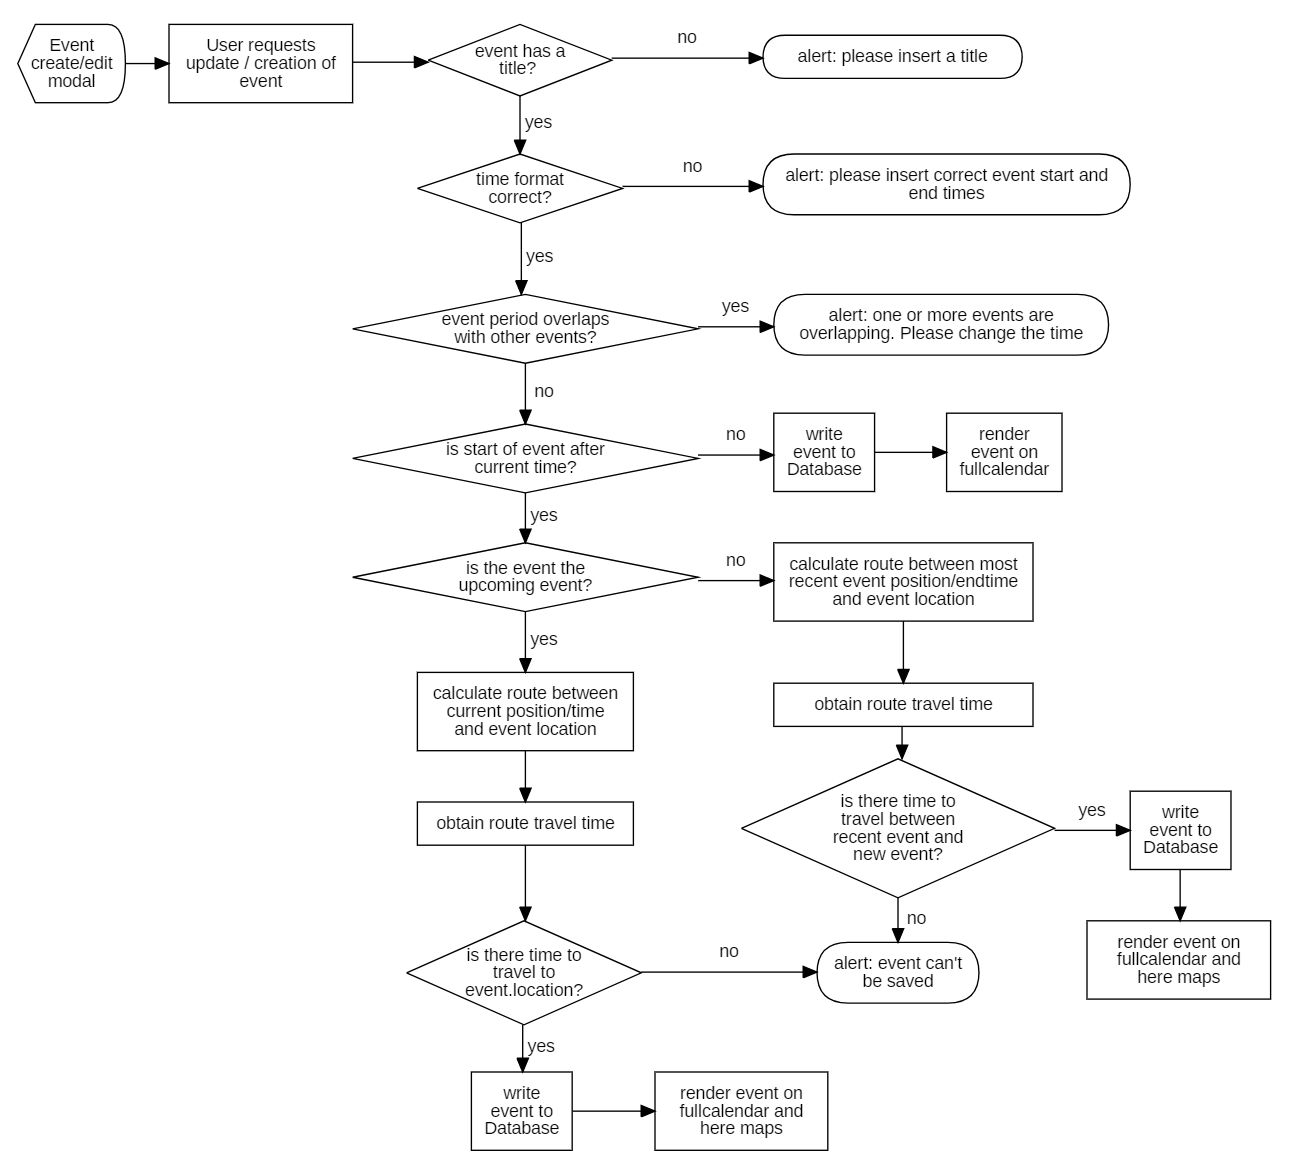 Event
create/edit
modal
User requests
update / creation of
event
event has a
title?
no
alert: please insert a title
yes
time format
correct?
no
alert: please insert correct event start and
end times
yes
event period overlaps
with other events?
yes
alert: one or more events are
overlapping. Please change the time
no
is start of event after
current time?
no
write
event to
Database
render
event on
fullcalendar
yes
is the event the
upcoming event?
no
calculate route between most
recent event position/endtime
and event location
yes
calculate route between
current position/time
and event location
obtain route travel time
obtain route travel time
is there time to
travel between
recent event and
new event?
yes
write
event to
Database
no
render event on
fullcalendar and
here maps
is there time to
travel to
event.location?
no
alert: event can't
be saved
yes
write
event to
Database
render event on
fullcalendar and
here maps